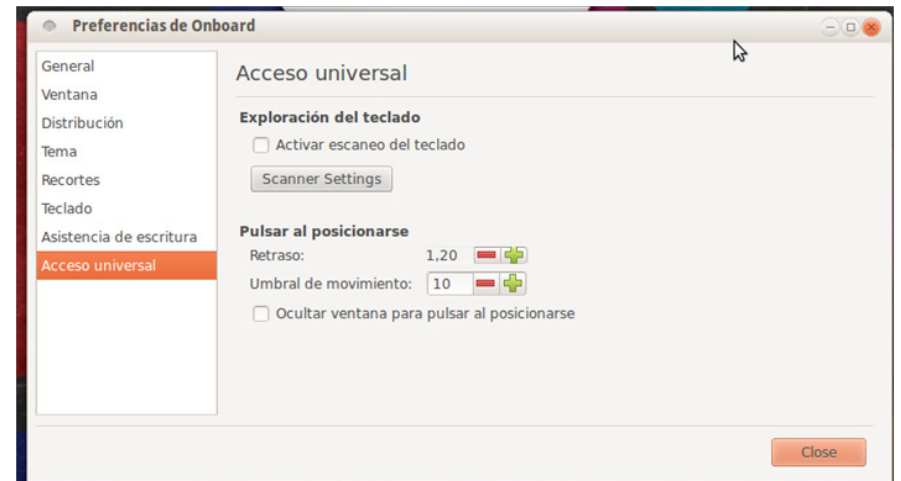 Preferencias de Onboard
General
Ventana
Distribución
Tema
Recortes
Teclado
Asistencia de escritura
Acceso universal
Acceso universal
Exploración del teclado
Activar escaneo del teclado
Scanner Settings
Pulsar al posicionarse
Retraso: 1,20
Umbral de movimiento: 10
Ocultar ventana para pulsar al posicionarse
Close